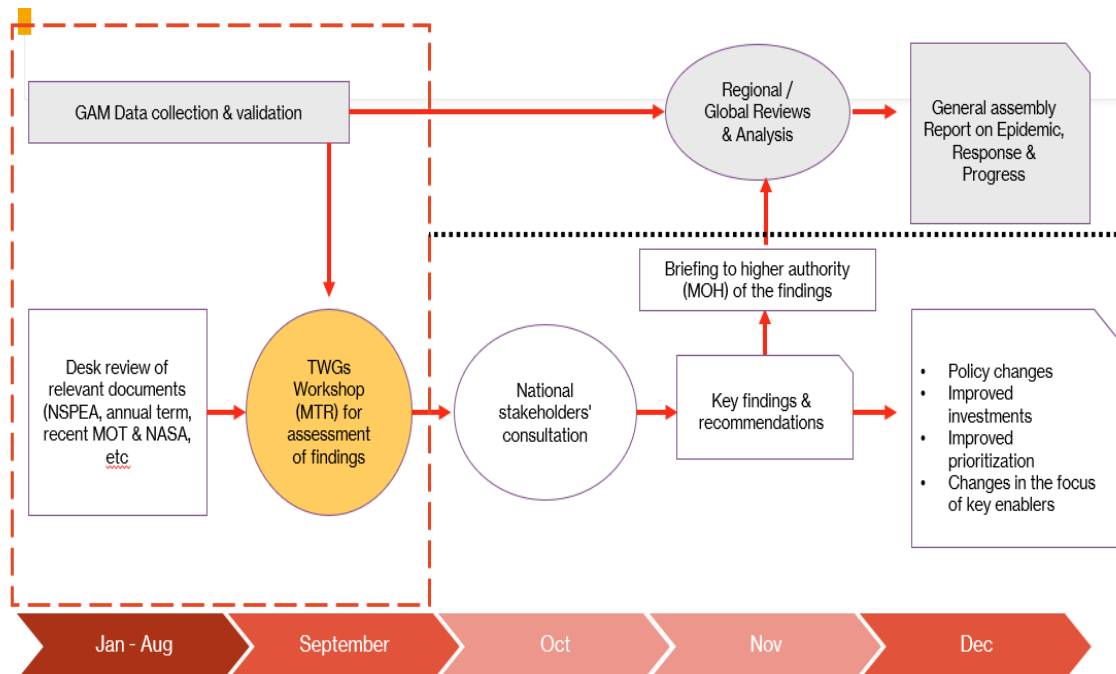 GAM Data collection & validation
Regional /
Global Reviews
& Analysis
General assembly
Report on Epidemic,
Response &
Progress
Briefing to higher authority
(MOH) of the findings
Desk review of
relevant documents
(NSPEA, annual term,
recent MOT & NASA,
etc
TWGs
Workshop
(MTR) for
assessment
of findings
National
stakeholders'
consultation
Key findings &
recommendations
• Policy changes
• Improved
investments
• Improved
prioritization
• Changes in the focus
of key enablers
Jan - Aug
September
Oct
Nov
Dec